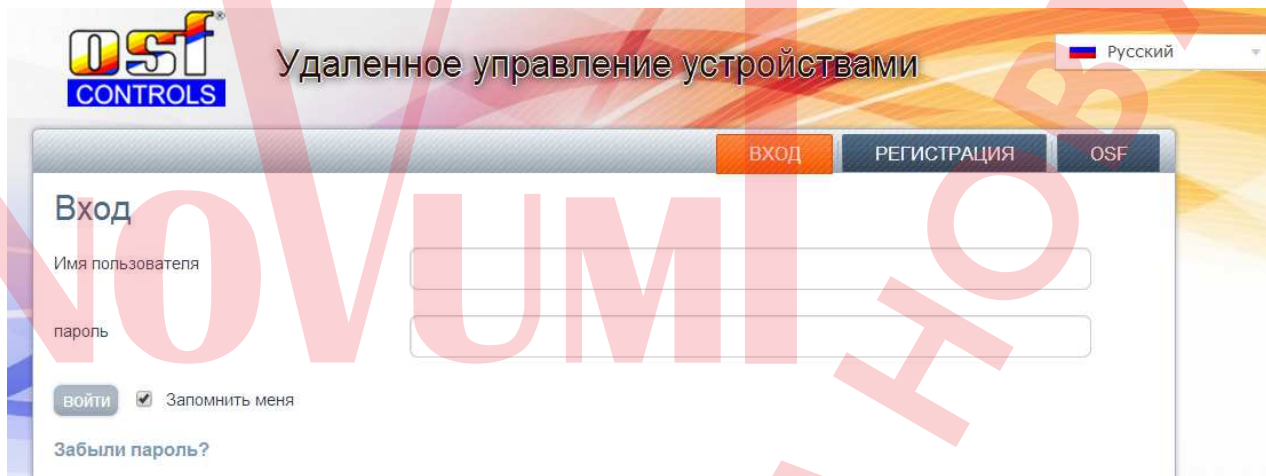 osf®
CONTROLS
Удаленное управление устройствами
Русский
ВХОД
РЕГИСТРАЦИЯ
OSF
Вход
Имя пользователя
пароль
войти
Запомнить меня
Забыли пароль?
NOVUM
НОВ